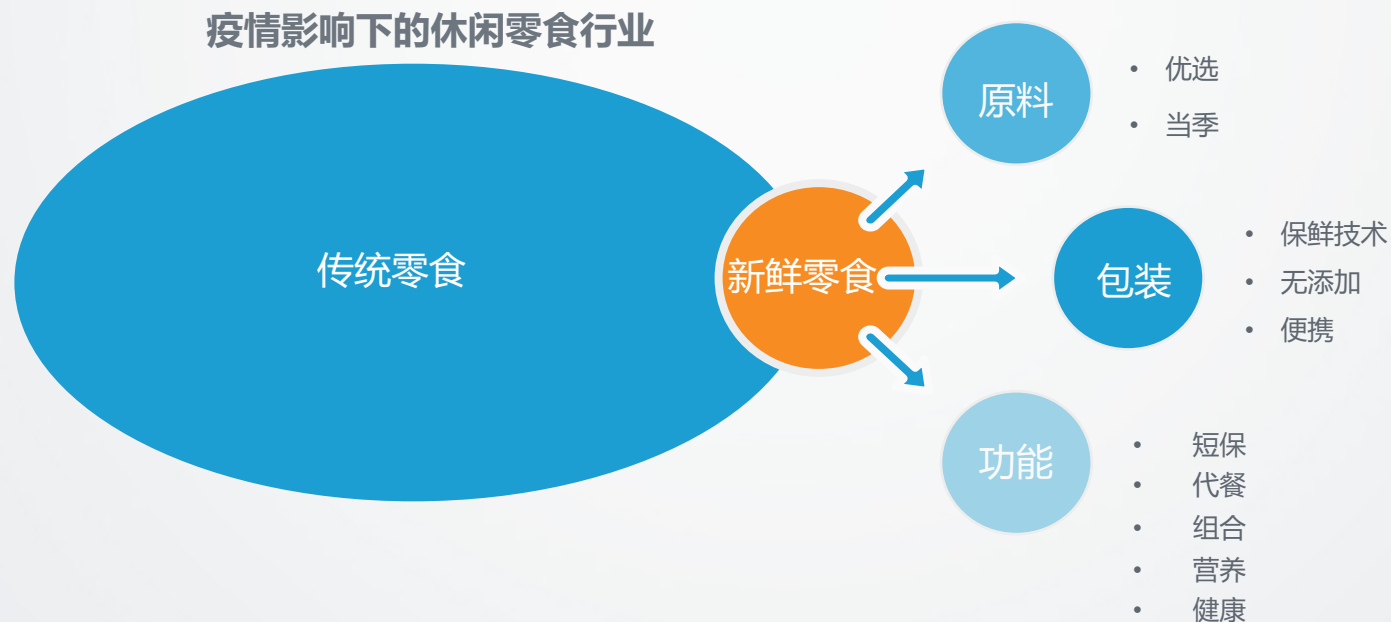 疫情影响下的休闲零食行业
传统零食
新鲜零食
原料
• 优选
• 当季
包装
• 保鲜技术
• 无添加
• 便携
功能
• 短保
• 代餐
• 组合
• 营养
• 健康